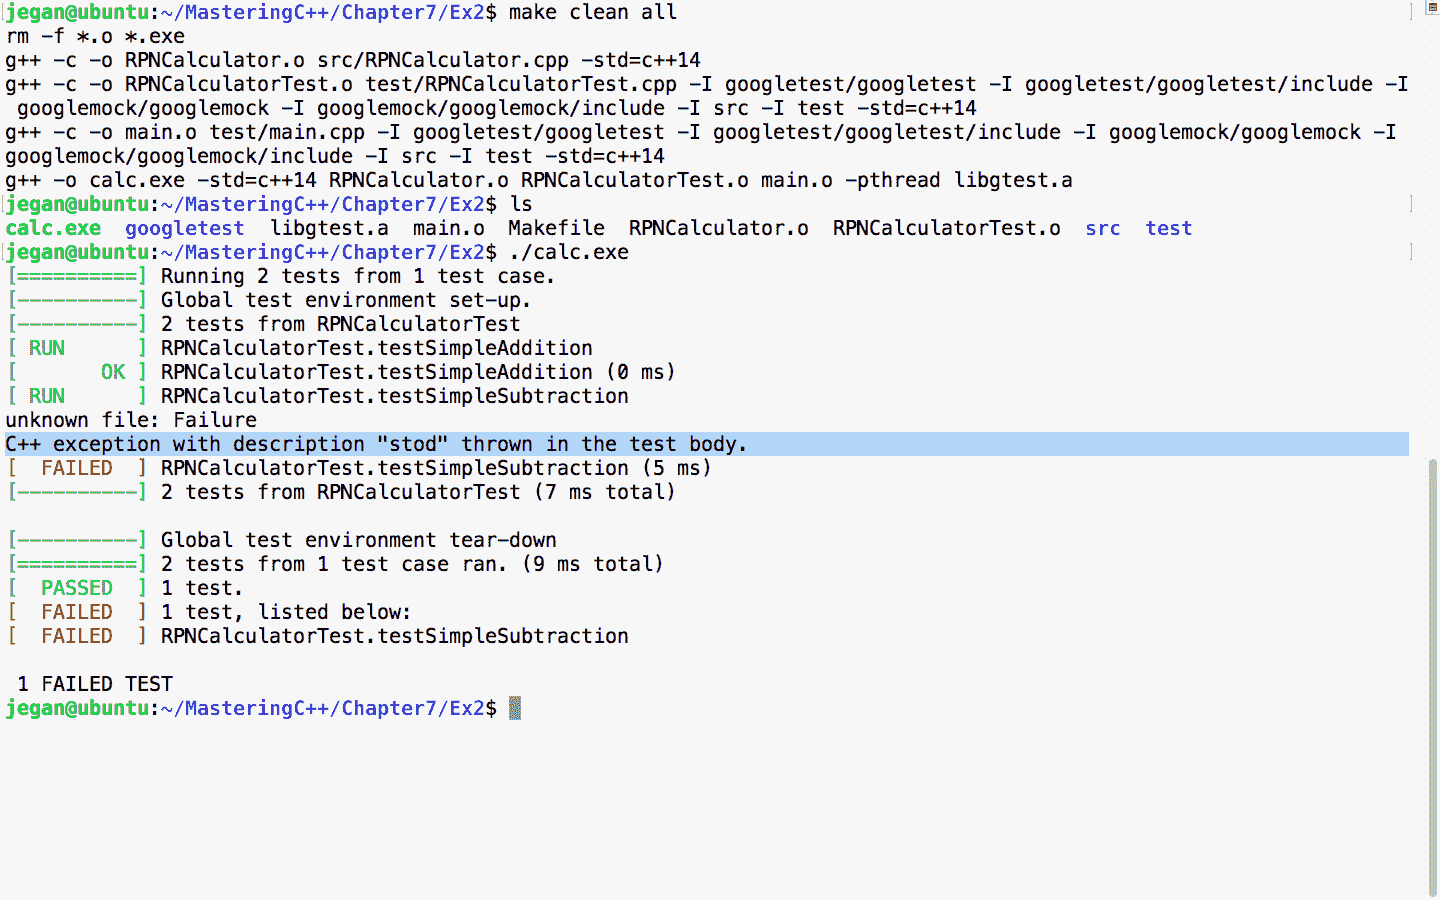 jegan@ubuntu:~/MasteringC++/Chapter7/Ex2$ make clean all
rm -f *.o *.exe
g++ -c -o RPNCalculator.o src/RPNCalculator.cpp -std=c++14
g++ -c -o RPNCalculatorTest.o test/RPNCalculatorTest.cpp -I googletest/googletest -I googletest/googletest/include -I
googlemock/googlemock -I googlemock/googlemock/include -I src -I test -std=c++14
g++ -c -o main.o test/main.cpp -I googletest/googletest -I googletest/googletest/include -I googlemock/googlemock -I
googlemock/googlemock/include -I src -I test -std=c++14
g++ -o calc.exe -std=c++14 RPNCalculator.o RPNCalculatorTest.o main.o -pthread libgtest.a
jegan@ubuntu:~/MasteringC++/Chapter7/Ex2$ ls
calc.exe  googletest  libgtest.a  main.o  Makefile  RPNCalculator.o  RPNCalculatorTest.o  src  test
jegan@ubuntu:~/MasteringC++/Chapter7/Ex2$ ./calc.exe
[==========] Running 2 tests from 1 test case.
[----------] Global test environment set-up.
[----------] 2 tests from RPNCalculatorTest
[ RUN      ] RPNCalculatorTest.testSimpleAddition
[       OK ] RPNCalculatorTest.testSimpleAddition (0 ms)
[ RUN      ] RPNCalculatorTest.testSimpleSubtraction
unknown file: Failure
C++ exception with description "stod" thrown in the test body.
[  FAILED  ] RPNCalculatorTest.testSimpleSubtraction (5 ms)
[----------] 2 tests from RPNCalculatorTest (7 ms total)
[----------] Global test environment tear-down
[==========] 2 tests from 1 test case ran. (9 ms total)
[  PASSED  ] 1 test.
[  FAILED  ] 1 test, listed below:
[  FAILED  ] RPNCalculatorTest.testSimpleSubtraction
1 FAILED TEST
jegan@ubuntu:~/MasteringC++/Chapter7/Ex2$